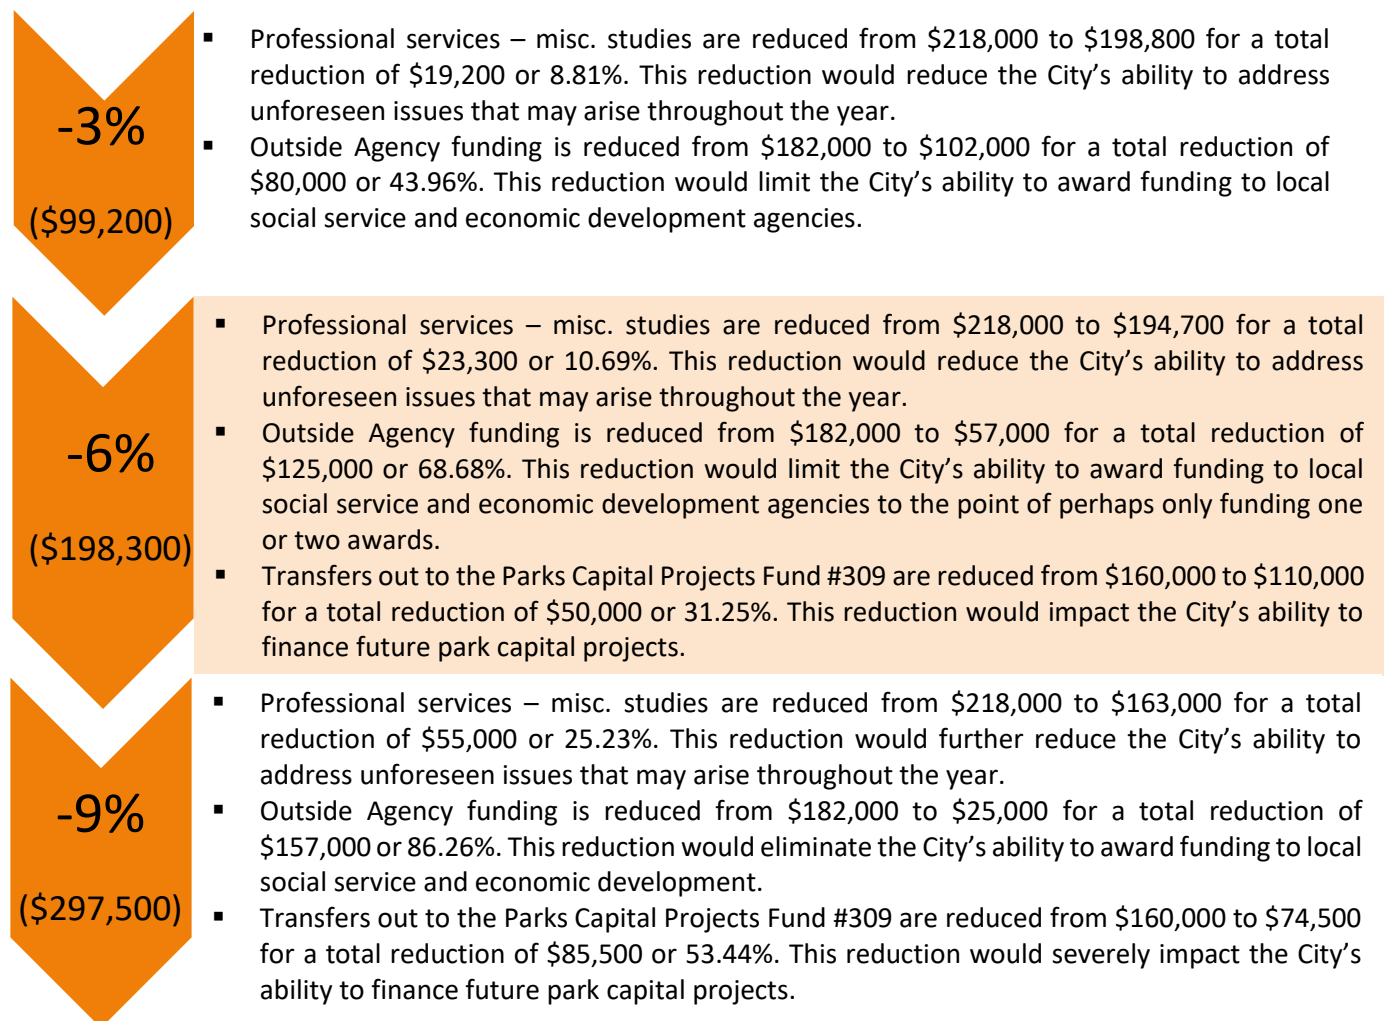 -3%
($99,200)
▪ Professional services – misc. studies are reduced from $218,000 to $198,800 for a total
reduction of $19,200 or 8.81%. This reduction would reduce the City’s ability to address
unforeseen issues that may arise throughout the year.
▪ Outside Agency funding is reduced from $182,000 to $102,000 for a total reduction of
$80,000 or 43.96%. This reduction would limit the City’s ability to award funding to local
social service and economic development agencies.
-6%
($198,300)
▪ Professional services – misc. studies are reduced from $218,000 to $194,700 for a total
reduction of $23,300 or 10.69%. This reduction would reduce the City’s ability to address
unforeseen issues that may arise throughout the year.
▪ Outside Agency funding is reduced from $182,000 to $57,000 for a total reduction of
$125,000 or 68.68%. This reduction would limit the City’s ability to award funding to local
social service and economic development agencies to the point of perhaps only funding one
or two awards.
▪ Transfers out to the Parks Capital Projects Fund #309 are reduced from $160,000 to $110,000
for a total reduction of $50,000 or 31.25%. This reduction would impact the City’s ability to
finance future park capital projects.
-9%
($297,500)
▪ Professional services – misc. studies are reduced from $218,000 to $163,000 for a total
reduction of $55,000 or 25.23%. This reduction would further reduce the City’s ability to
address unforeseen issues that may arise throughout the year.
▪ Outside Agency funding is reduced from $182,000 to $25,000 for a total reduction of
$157,000 or 86.26%. This reduction would eliminate the City’s ability to award funding to local
social service and economic development.
▪ Transfers out to the Parks Capital Projects Fund #309 are reduced from $160,000 to $74,500
for a total reduction of $85,500 or 53.44%. This reduction would severely impact the City’s
ability to finance future park capital projects.